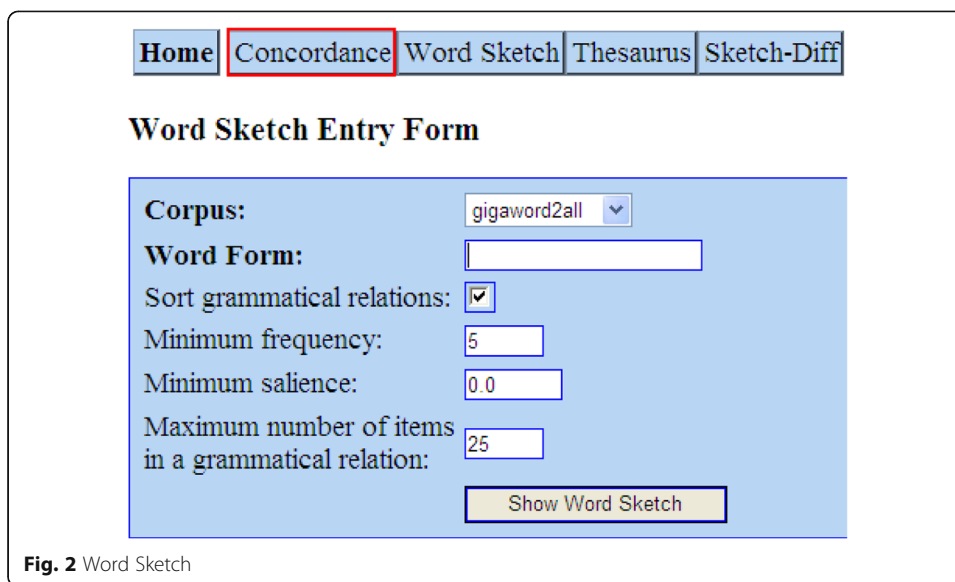 Home Concordance Word Sketch Thesaurus Sketch-Diff
Word Sketch Entry Form
Corpus: gigaword2all
Word Form:
Sort grammatical relations:
Minimum frequency: 5
Minimum salience: 0.0
Maximum number of items
in a grammatical relation: 25
Show Word Sketch
Fig. 2 Word Sketch